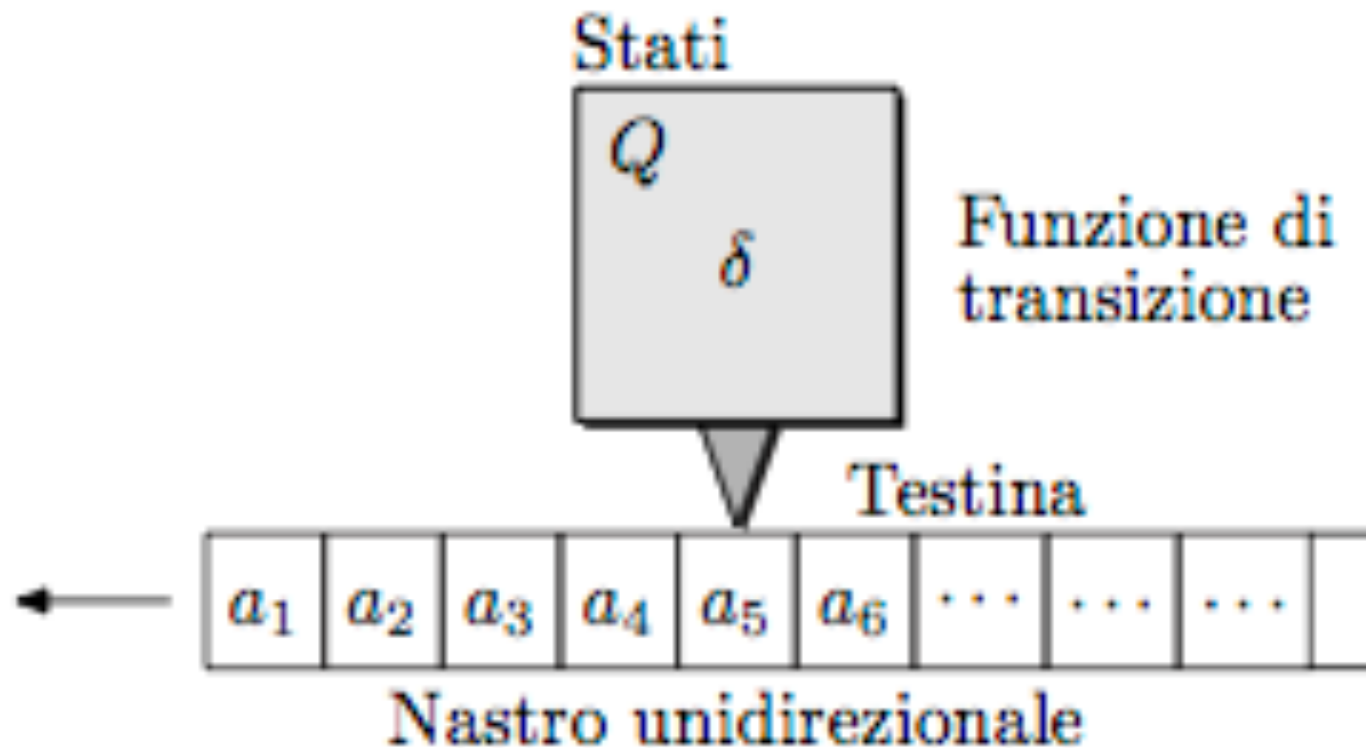 Stati
Q
δ
Funzione di
transizione
Testina
a₁ a₂ a₃ a₄ a₅ a₆ ... ... ...
Nastro unidirezionale